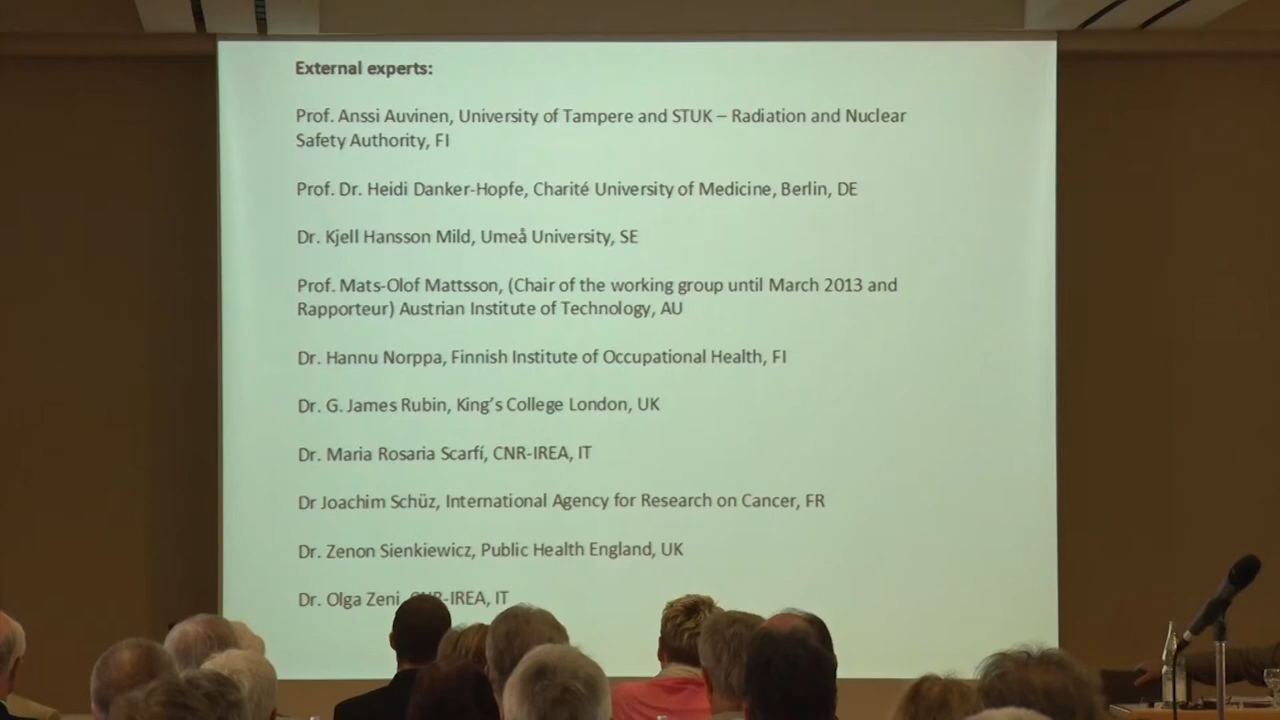 External experts:
Prof. Anssi Auvinen, University of Tampere and STUK – Radiation and Nuclear
Safety Authority, FI
Prof. Dr. Heidi Danker-Hopfe, Charité University of Medicine, Berlin, DE
Dr. Kjell Hansson Mild, Umeå University, SE
Prof. Mats-Olof Mattsson, (Chair of the working group until March 2013 and
Rapporteur) Austrian Institute of Technology, AU
Dr. Hannu Norppa, Finnish Institute of Occupational Health, FI
Dr. G. James Rubin, King's College London, UK
Dr. Maria Rosaria Scarfí, CNR-IREA, IT
Dr Joachim Schüz, International Agency for Research on Cancer, FR
Dr. Zenon Sienkiewicz, Public Health England, UK
Dr. Olga Zeni, CNR-IREA, IT